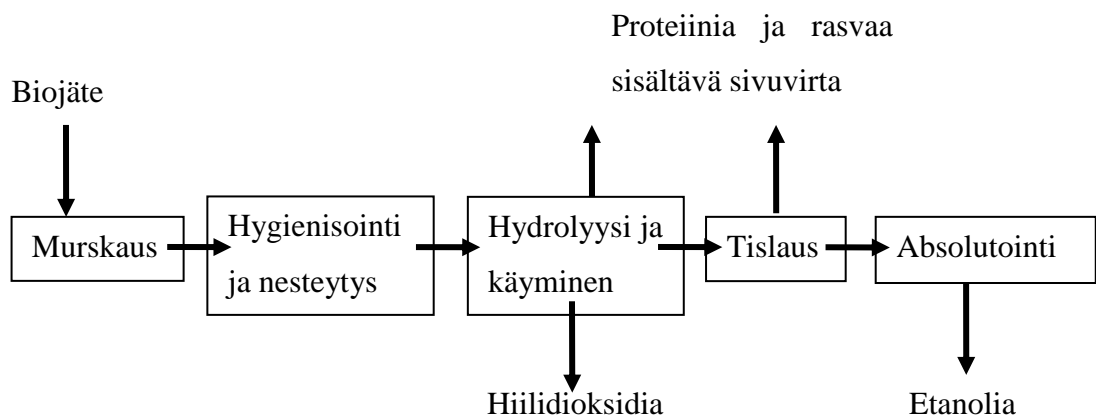 Proteiinia ja rasvaa
sisältävä sivuvirta
Biojäte
Murskaus
Hygienisointi
ja nesteytys
Hydrolyysi ja
käyminen
Tislaus
Absolutointi
Hiilidioksidia
Etanolia